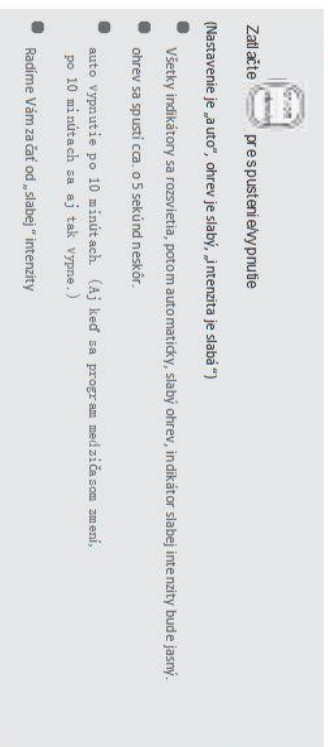 Zatlačte pre spustenie/vypnutie
(Nastavenie je „auto", ohrev je slabý, „intenzita je slabá")
Všetky indikátory sa rozsvietia, potom automaticky, slabý ohrev, indikátor slabej intenzity bude jasný.
ohrev sa spustí cca. o 5 sekúnd neskôr.
auto vypnutie po 10 minútach. (Aj keď sa program medzičasom zmení,
po 10 minútach sa aj tak vypne.)
Radíme Vám začať od „slabej" intenzity